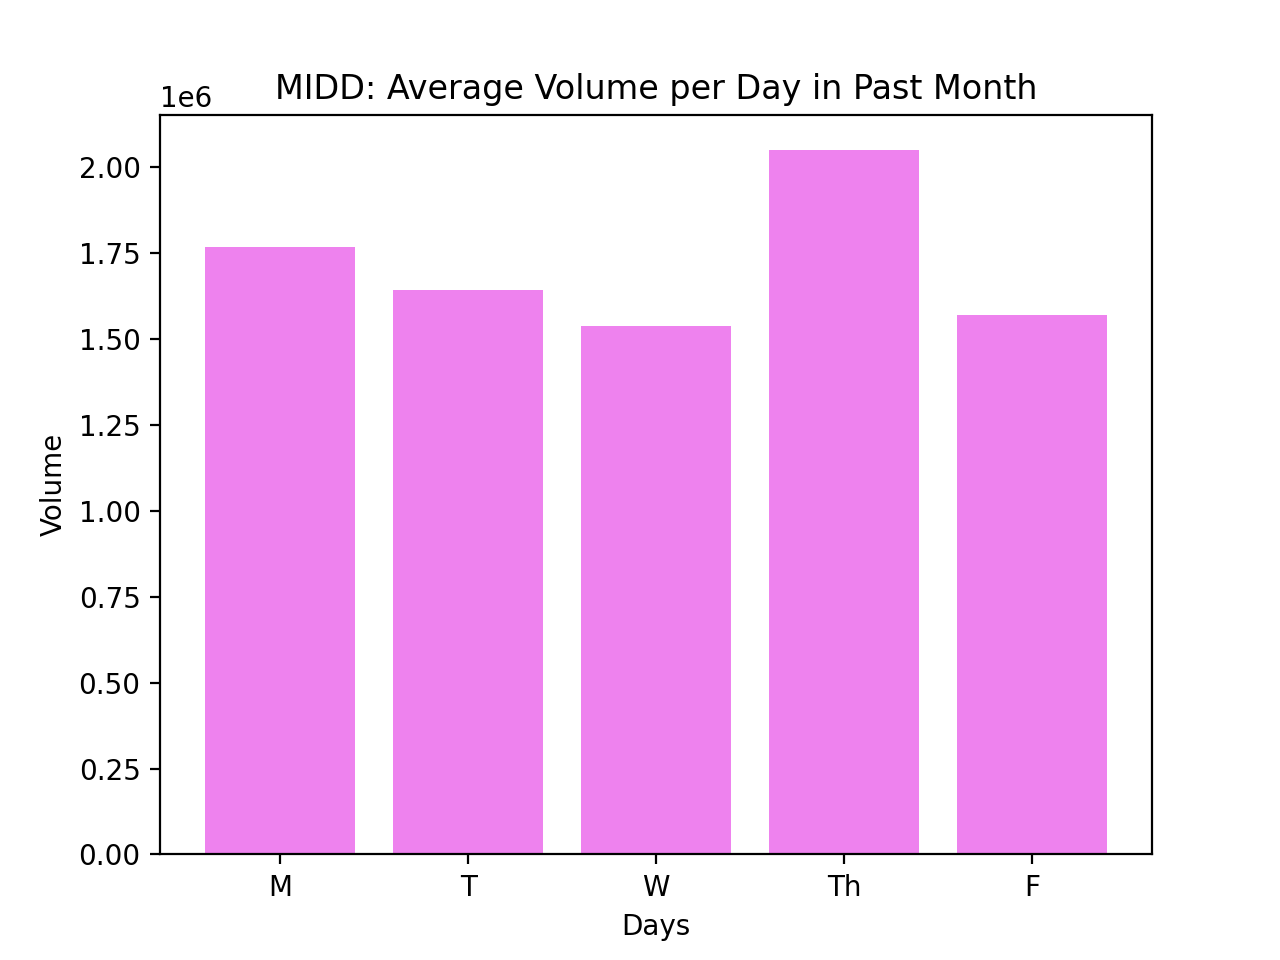 MIDD: Average Volume per Day in Past Month
1e6
2.00
1.75
1.50
1.25
1.00
0.75
0.50
0.25
0.00
Volume
M T W Th F
Days